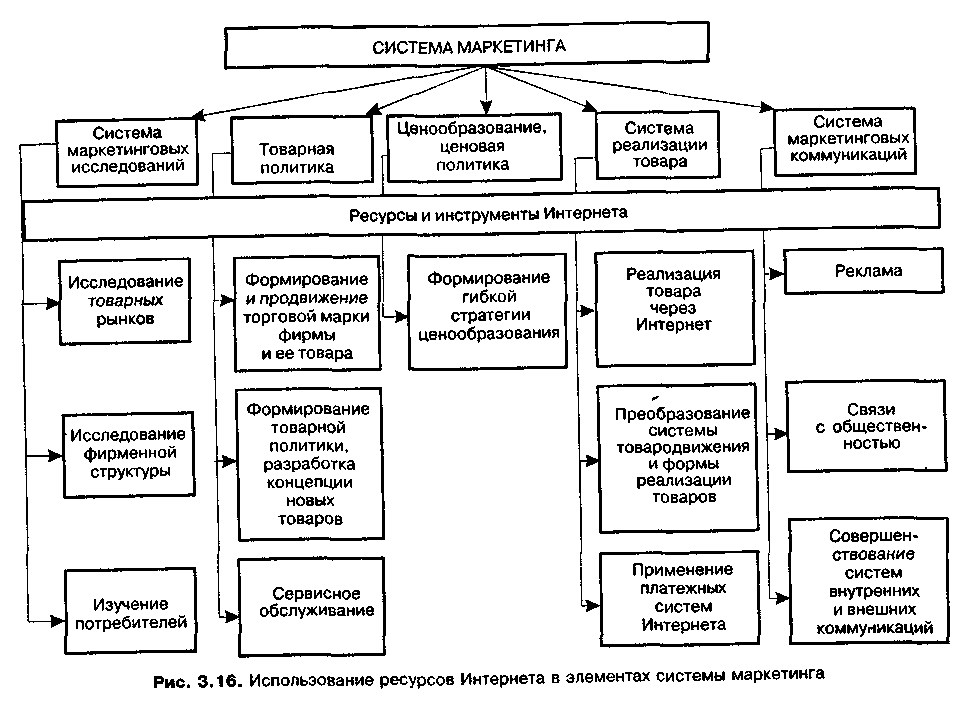 СИСТЕМА МАРКЕТИНГА
Система
маркетинговых
исследований
Товарная
политика
Ценообразование,
ценовая
политика
Система
реализации
товара
Система
маркетинговых
коммуникаций
Ресурсы и инструменты Интернета
Исследование
товарных
рынков
Формирование
и продвижение
торговой марки
фирмы
и ее товара
Формирование
гибкой
стратегии
ценообразования
Реализация
товара
через
Интернет
Реклама
Исследование
фирменной
структуры
Формирование
товарной
политики,
разработка
концепции
новых
товаров
Преобразование
системы
товародвижения
и формы
реализации
товаров
Связи
с обществен-
ностью
Изучение
потребителей
Сервисное
обслуживание
Применение
платежных
систем
Интернета
Совершен-
ствование
систем
внутренних
и внешних
коммуникаций
Рис. 3.16. Использование ресурсов Интернета в элементах системы маркетинга